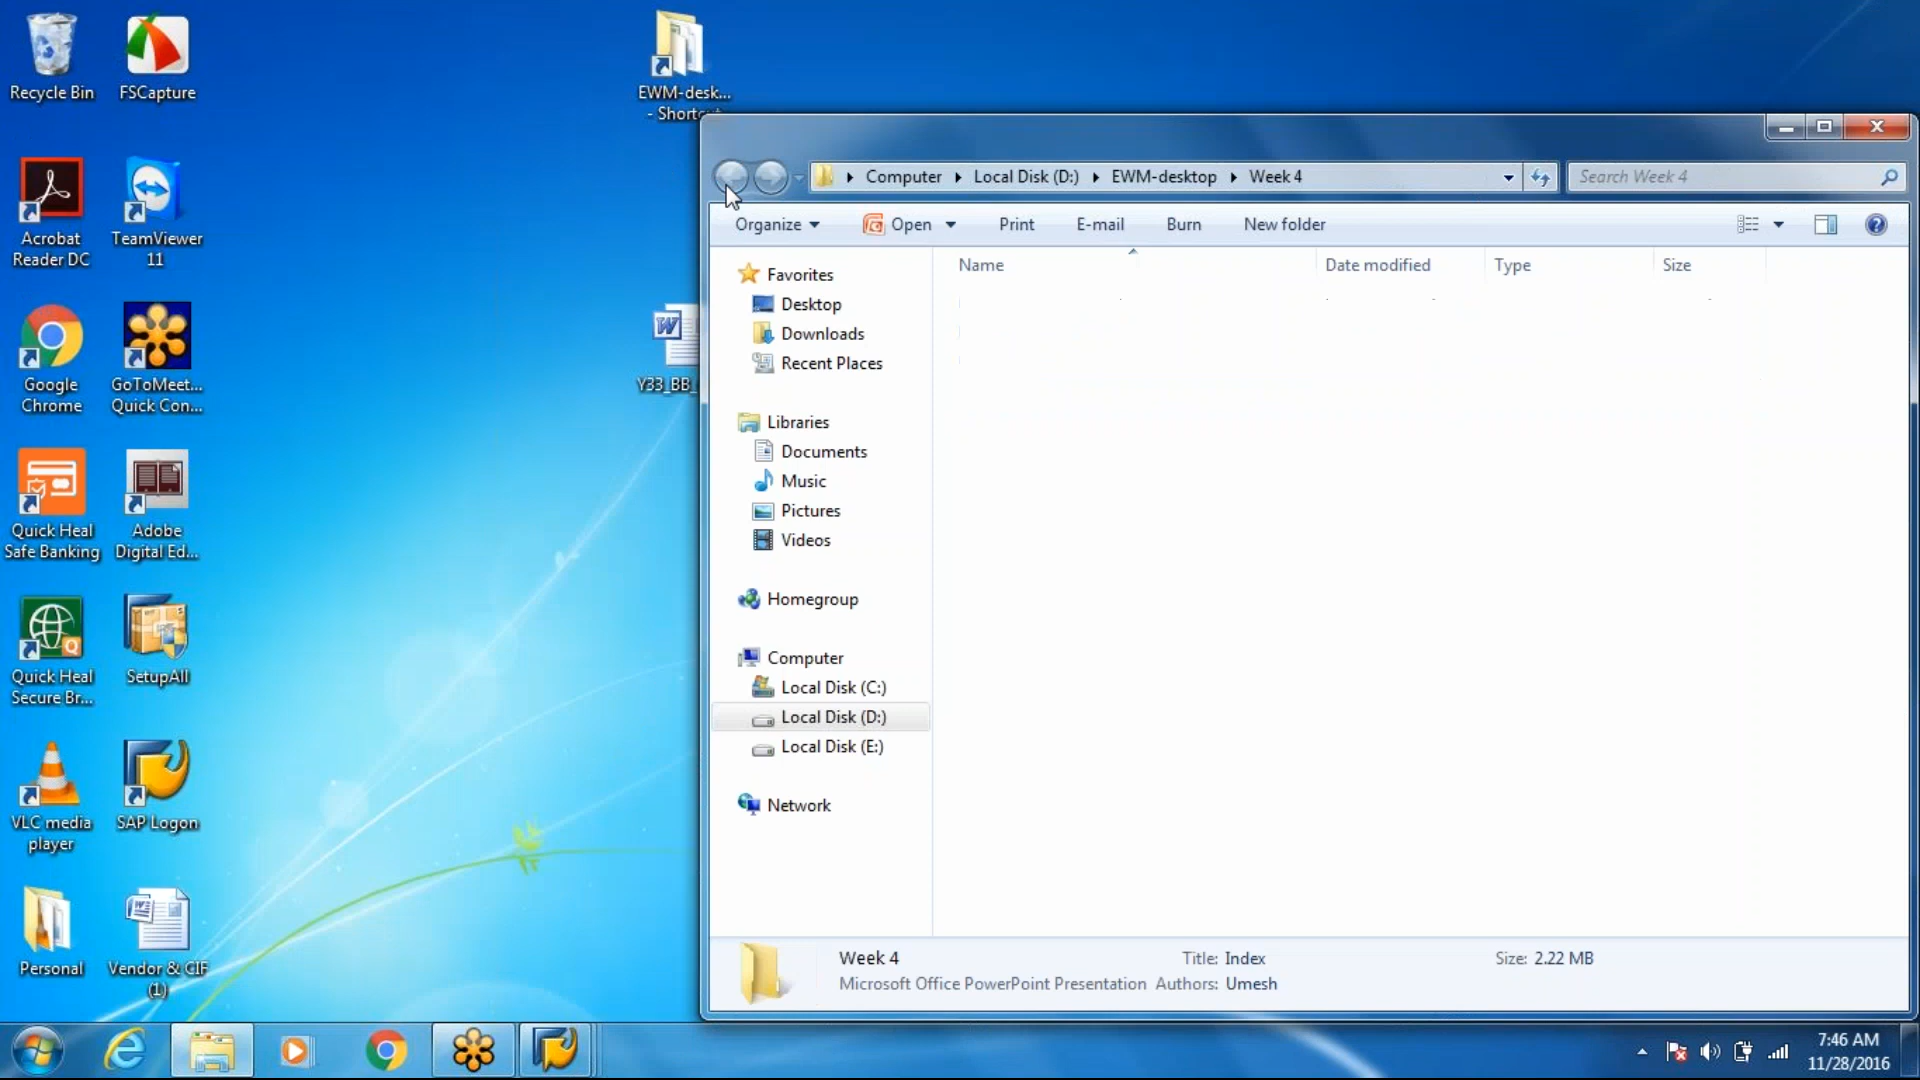 Recycle Bin
FSCapture
EWM-desk...
- Shortcut
Acrobat
Reader DC
TeamViewer
11
Google
Chrome
GoToMeet...
Quick Con...
Y33_BB_
Quick Heal
Safe Banking
Adobe
Digital Ed...
Quick Heal
Secure Br...
SetupAll
VLC media
player
SAP Logon
Personal
Vendor & CIF
(1)
Computer
Local Disk (D:)
EWM-desktop
Week 4
Search Week 4
Organize
Open
Print
E-mail
Burn
New folder
Name
Date modified
Type
Size
Favorites
Desktop
Downloads
Recent Places
Libraries
Documents
Music
Pictures
Videos
Homegroup
Computer
Local Disk (C:)
Local Disk (D:)
Local Disk (E:)
Network
Week 4
Title: Index
Size: 2.22 MB
Microsoft Office PowerPoint Presentation
Authors: Umesh
7:46 AM
11/28/2016